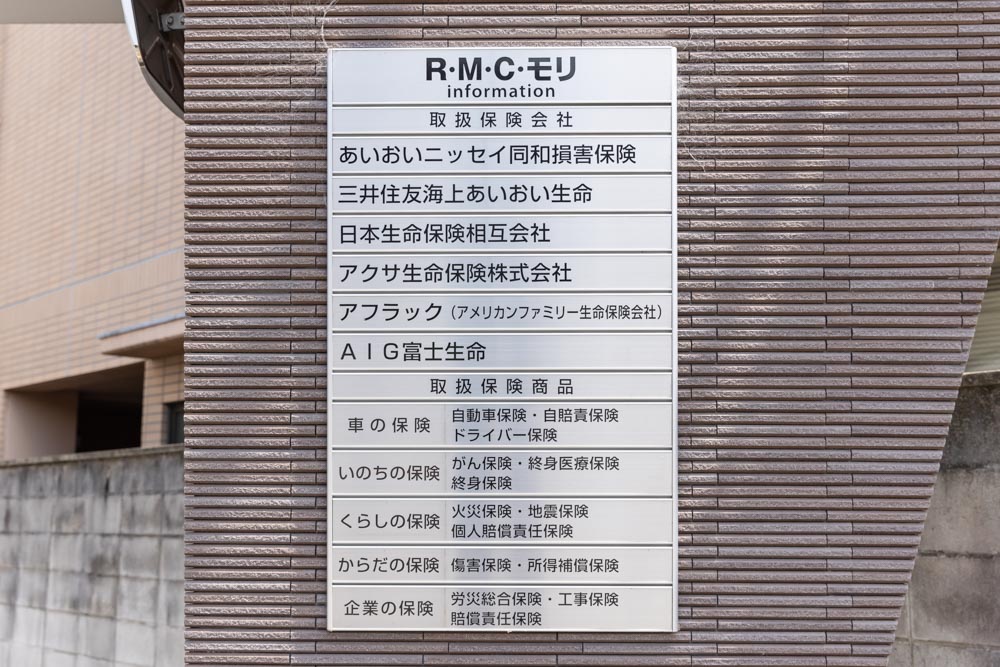 R・M・C・モリ
information
取扱保険会社
あいおいニッセイ同和損害保険
三井住友海上あいおい生命
日本生命保険相互会社
アクサ生命保険株式会社
アフラック（アメリカンファミリー生命保険会社）
ＡＩＧ富士生命
取扱保険商品
車の保険
自動車保険・自賠責保険
ドライバー保険
いのちの保険
がん保険・終身医療保険
終身保険
くらしの保険
火災保険・地震保険
個人賠償責任保険
からだの保険
傷害保険・所得補償保険
企業の保険
労災総合保険・工事保険
賠償責任保険